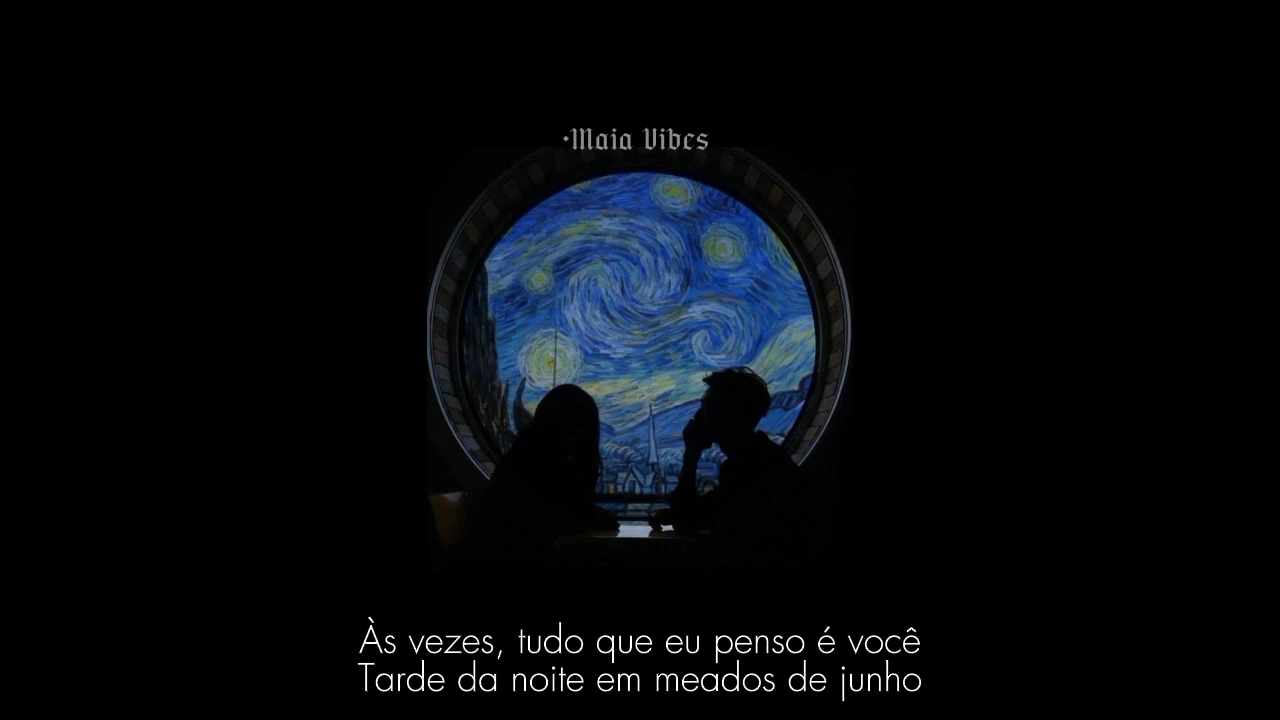 ·Maia Vibes
Às vezes, tudo que eu penso é você
Tarde da noite em meados de junho